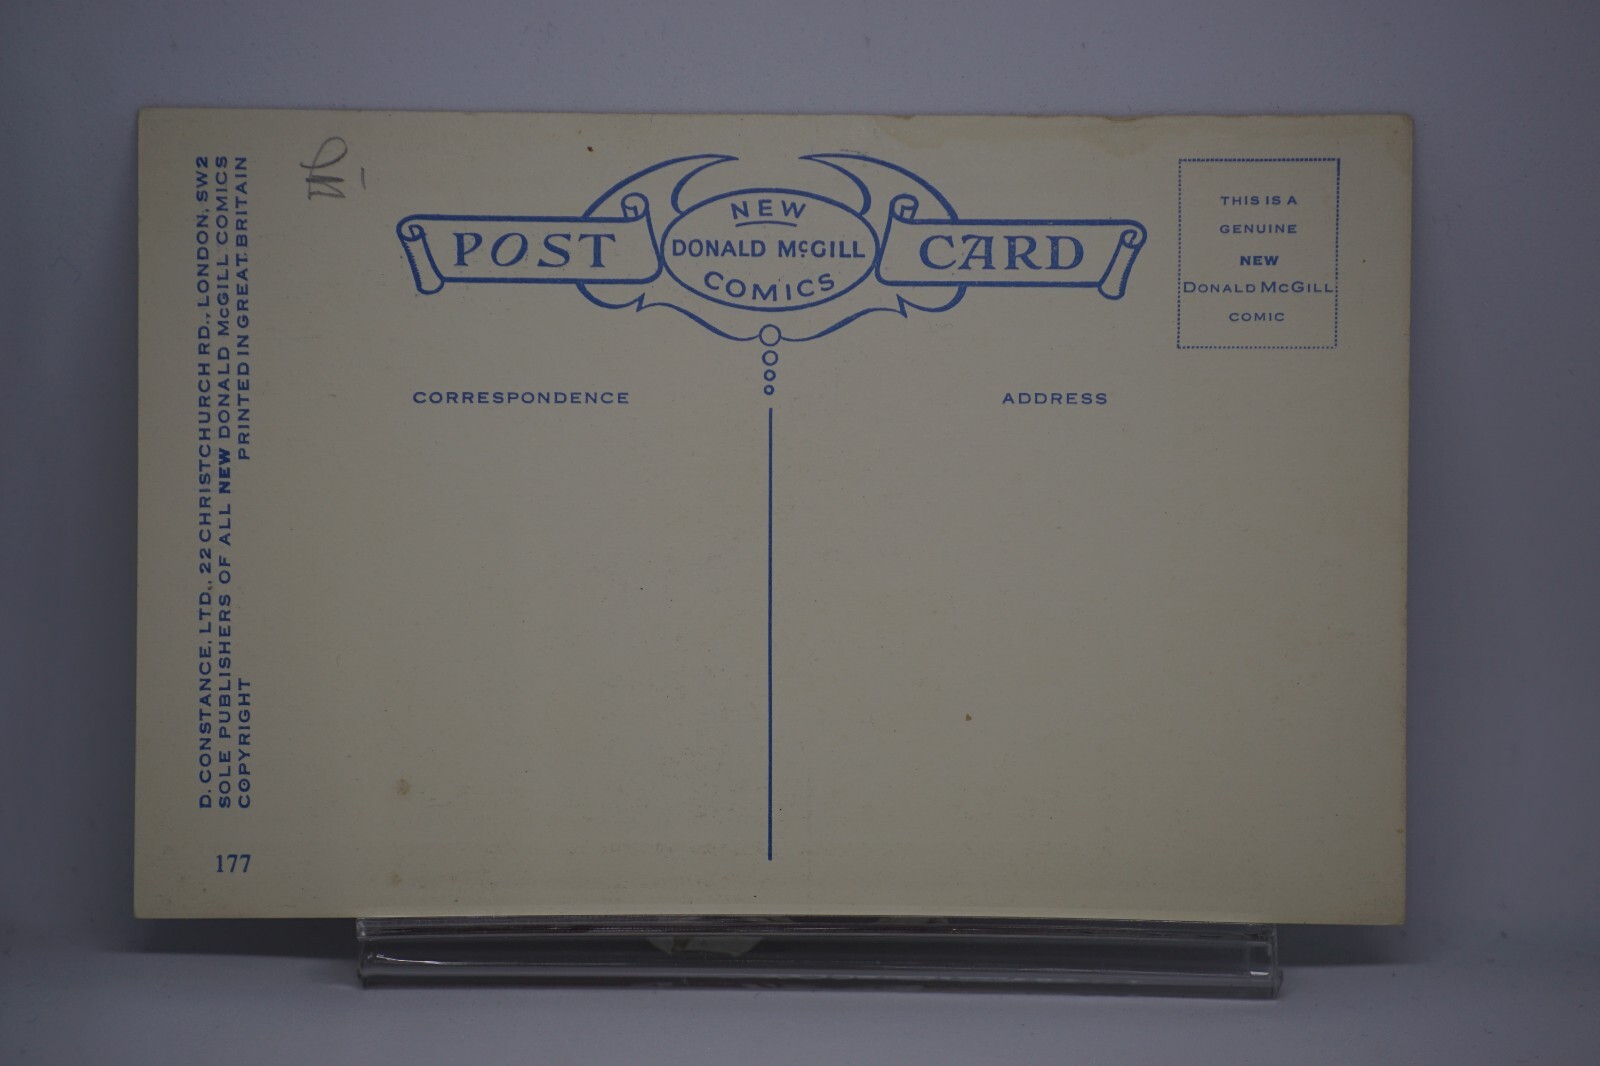 D. CONSTANCE, LTD., 22 CHRISTCHURCH RD., LONDON, SW2
SOLE PUBLISHERS OF ALL NEW DONALD McGILL COMICS
COPYRIGHT PRINTED IN GREAT BRITAIN
177
POST
NEW
DONALD McGILL
COMICS
CARD
THIS IS A
GENUINE
NEW
DONALD MCGILL
COMIC
CORRESPONDENCE
ADDRESS